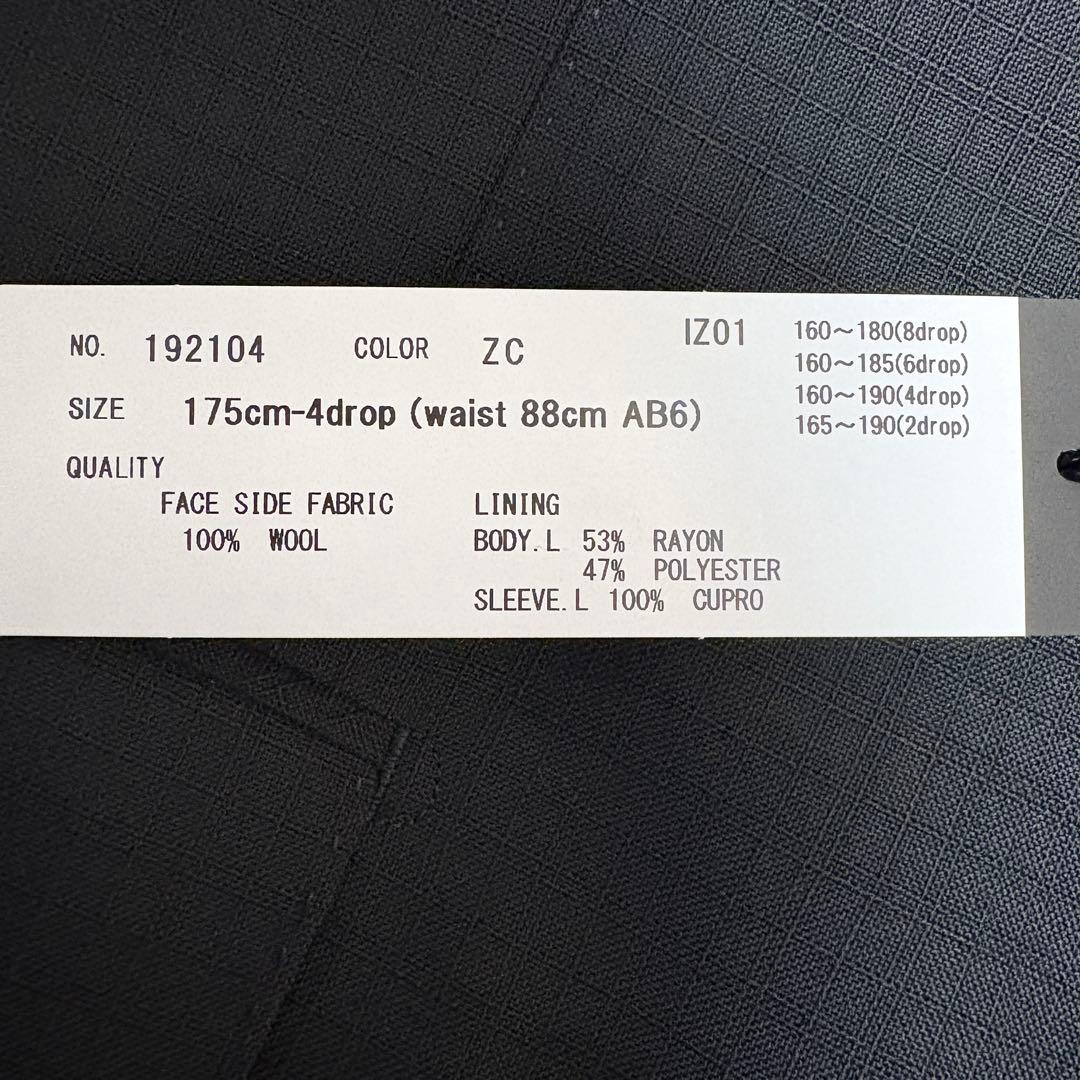 NO. 192104 COLOR ZC IZ01
160～180(8drop)
160～185(6drop)
160～190(4drop)
165～190(2drop)
SIZE 175cm-4drop (waist 88cm AB6)
QUALITY
FACE SIDE FABRIC
100% WOOL
LINING
BODY.L 53% RAYON
47% POLYESTER
SLEEVE.L 100% CUPRO